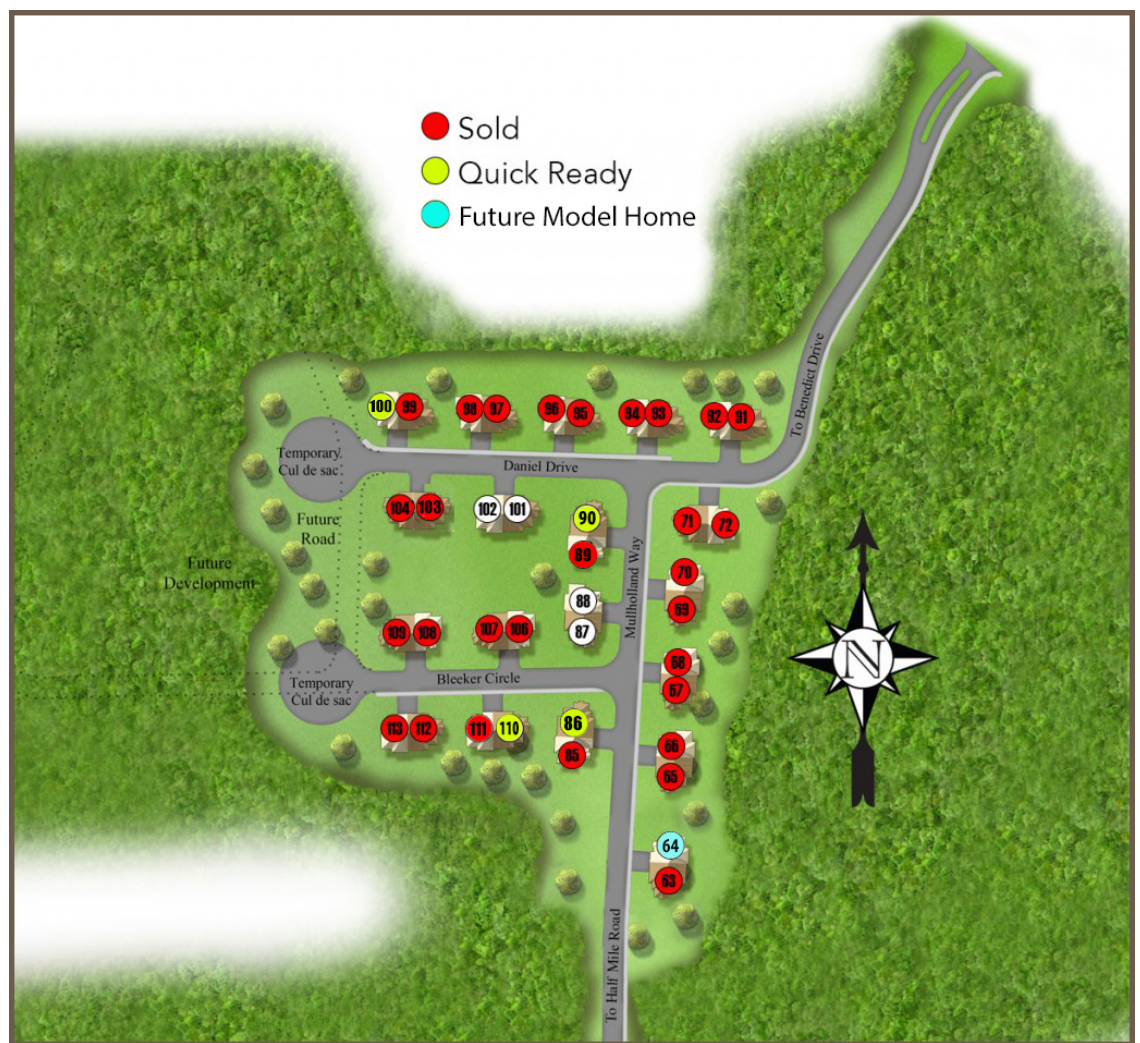 Sold
Quick Ready
Future Model Home
To Benedict Drive
100 99 98 97 96 95 94 93 92 91
Temporary
Cul de sac
Daniel Drive
104 103 102 101 90 71 72
89
Future
Road
Future
Development
Mullholland Way
70
69
88
87
109 108 107 106
68
67
Temporary
Cul de sac
Bleeker Circle
113 112 111 110 86
85
66
65
64
63
To Half Mile Road
N